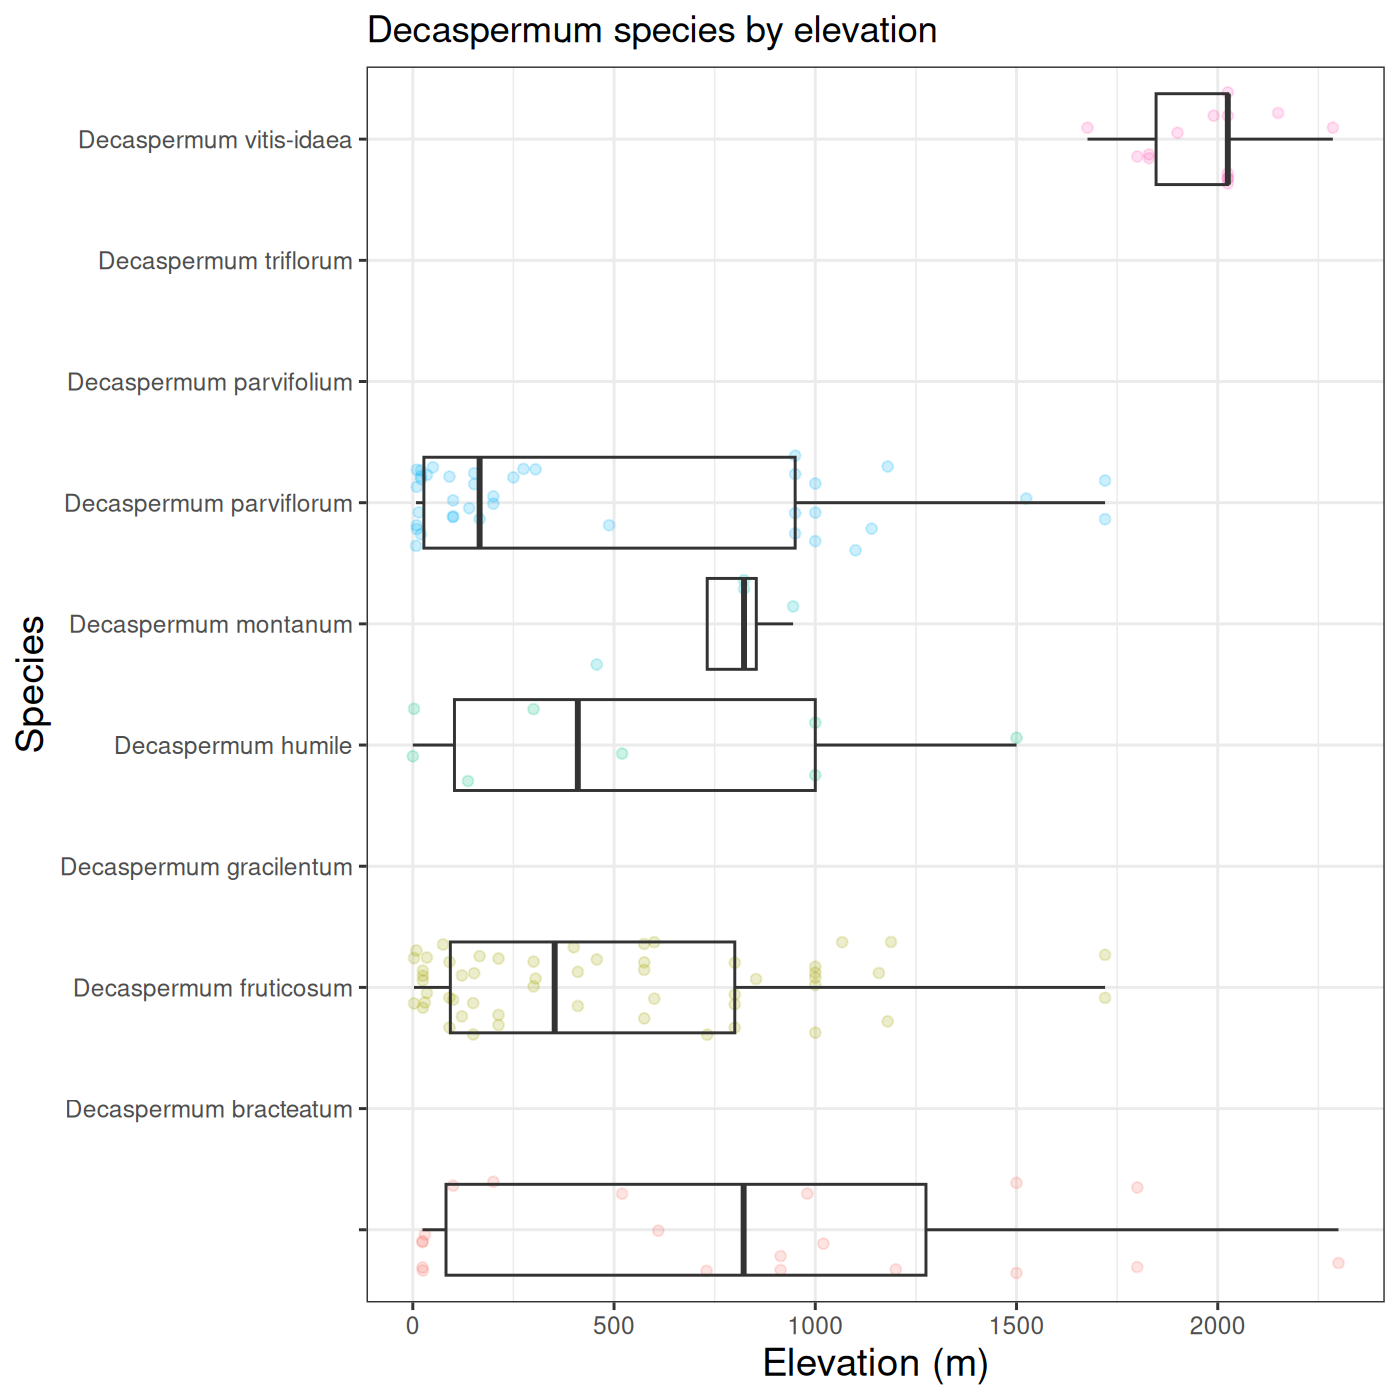 Decaspermum species by elevation
Decaspermum vitis-idaea
Decaspermum triflorum
Decaspermum parvifolium
Decaspermum parviflorum
Decaspermum montanum
Decaspermum humile
Decaspermum gracilentum
Decaspermum fruticosum
Decaspermum bracteatum
Species
0 500 1000 1500 2000
Elevation (m)